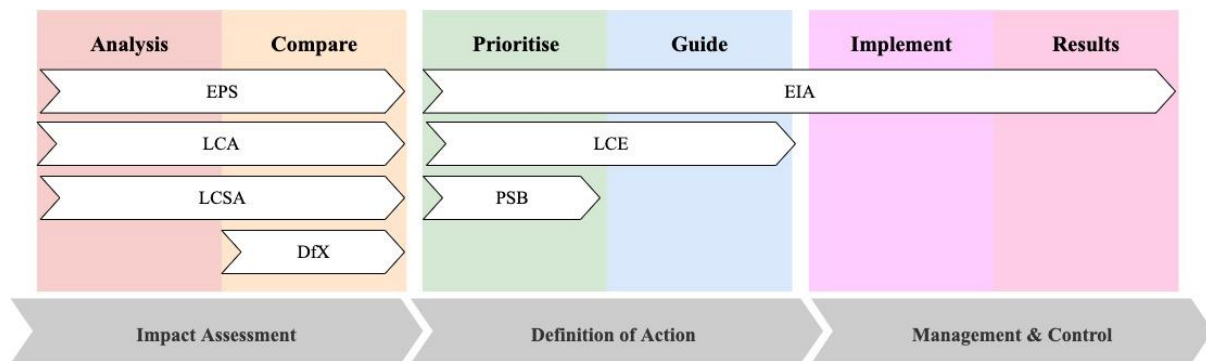 Analysis
Compare
Prioritise
Guide
Implement
Results
EPS
EIA
LCA
LCE
LCSA
PSB
DfX
Impact Assessment
Definition of Action
Management & Control